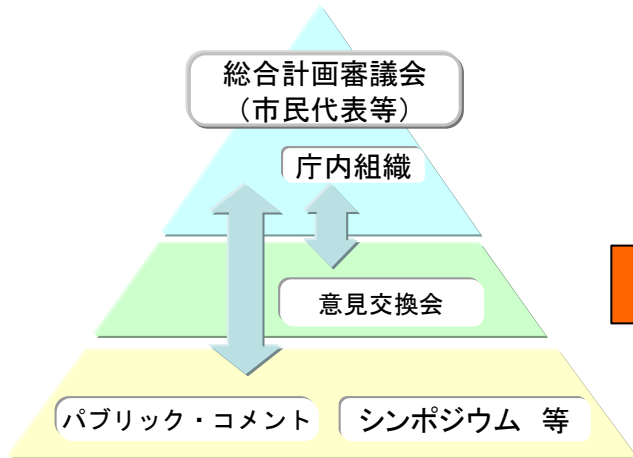 総合計画審議会
（市民代表等）
庁内組織
意見交換会
パブリック・コメント
シンポジウム 等